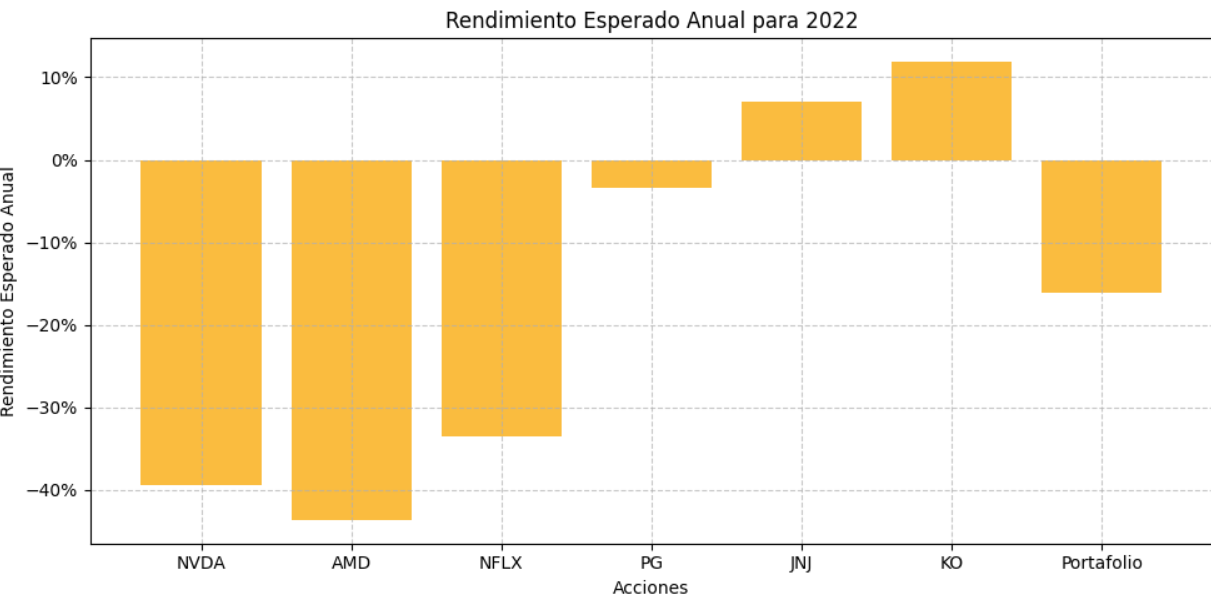 Rendimiento Esperado Anual para 2022
Rendimiento Esperado Anual
10%
0%
−10%
−20%
−30%
−40%
NVDA AMD NFLX PG JNJ KO Portafolio
Acciones